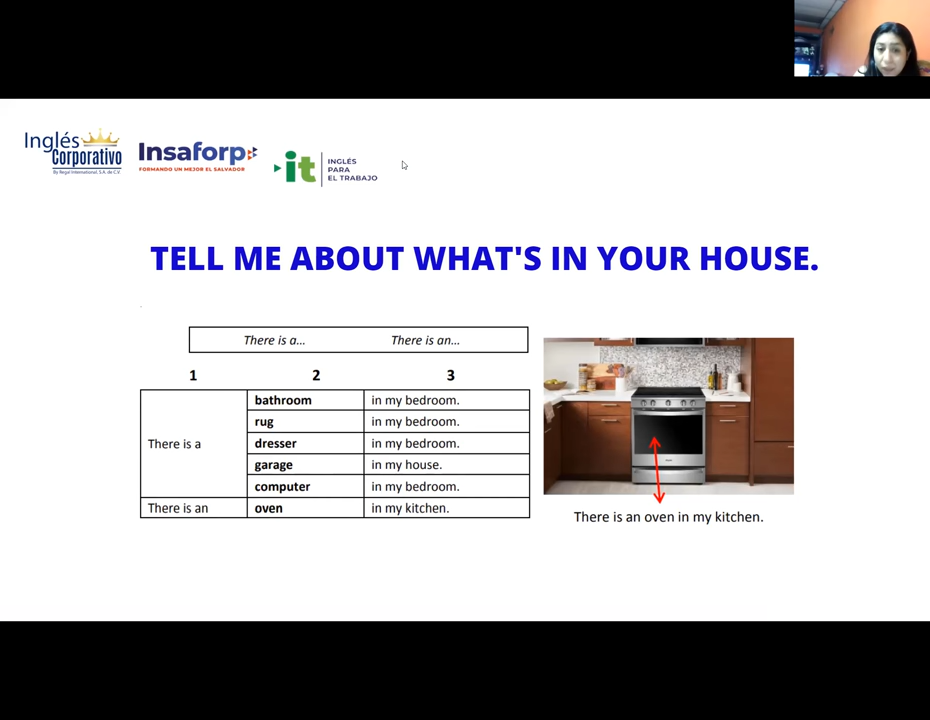 Inglés
Corporativo
By Regal International, S.A. de C.V.
Insaforp
FORMANDO UN MEJOR EL SALVADOR
it
INGLÉS
PARA
EL TRABAJO
TELL ME ABOUT WHAT'S IN YOUR HOUSE.
There is a... There is an...
1 2 3
bathroom in my bedroom.
rug in my bedroom.
There is a dresser in my bedroom.
garage in my house.
computer in my bedroom.
There is an oven in my kitchen.
There is an oven in my kitchen.